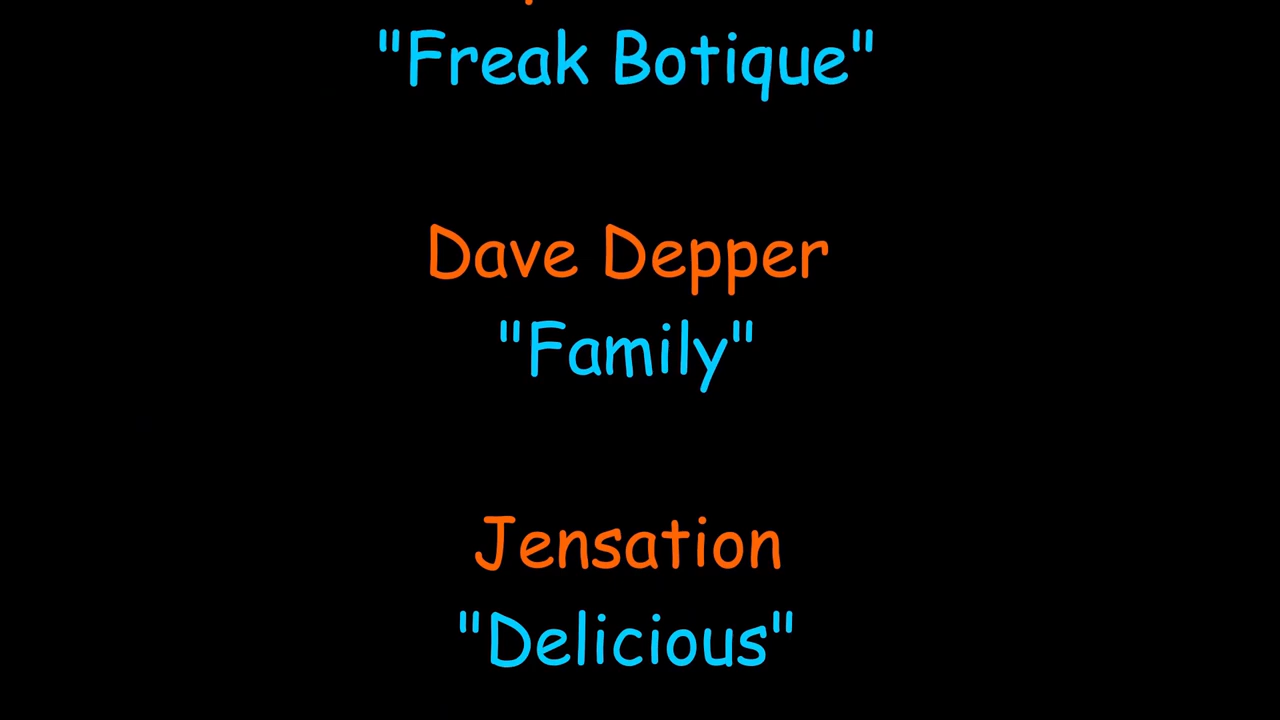 "Freak Botique"
Dave Depper
"Family"
Jensation
"Delicious"